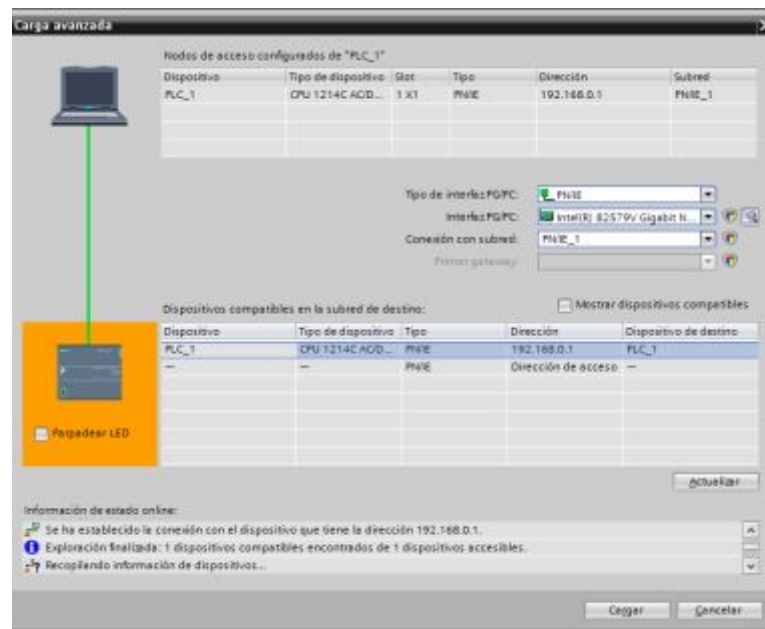 Carga avanzada
Nodos de acceso configurados de "PLC_1"
Dispositivo Tipo de dispositivo Slot Tipo Dirección Subred
PLC_1 CPU 1214C AC/D... 1 X1 PN/IE 192.168.0.1 PN/IE_1
Tipo de interfaz PG/PC: PN/IE
Interfaz PG/PC: Intel(R) 82579V Gigabit N...
Conexión con subred: PN/IE_1
Primer gateway:
Dispositivos compatibles en la subred de destino: Mostrar dispositivos compatibles
Dispositivo Tipo de dispositivo Tipo Dirección Dispositivo de destino
PLC_1 CPU 1214C AC/D... PN/IE 192.168.0.1 PLC_1
— — PN/IE Dirección de acceso —
Parpadear LED
Actualizar
Información de estado online:
Se ha establecido la conexión con el dispositivo que tiene la dirección 192.168.0.1.
Exploración finalizada: 1 dispositivos compatibles encontrados de 1 dispositivos accesibles.
Recopilando información de dispositivos...
Cargar Cancelar